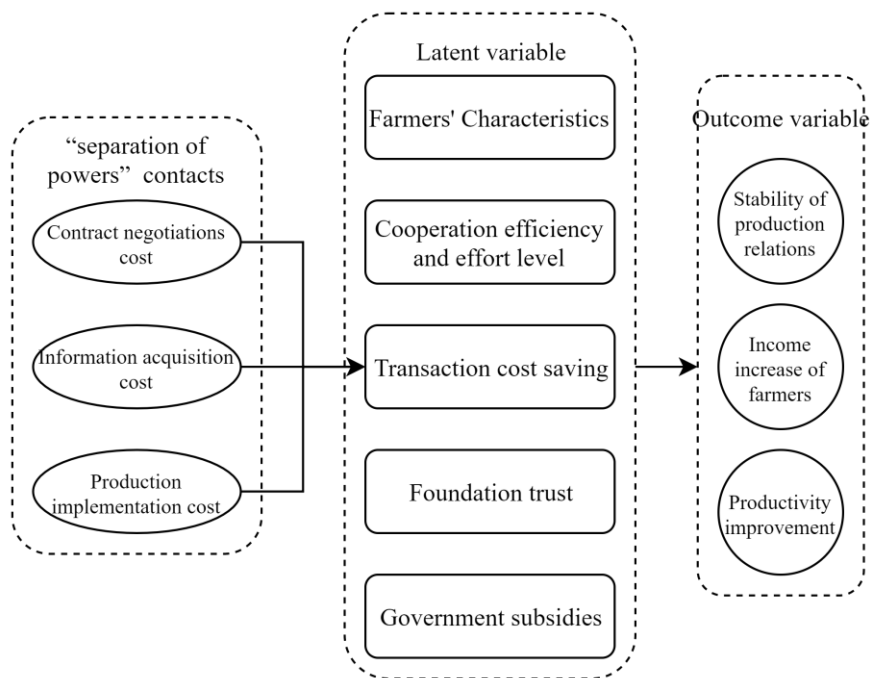 “separation of
powers” contacts
Contract negotiations
cost
Information acquisition
cost
Production
implementation cost
Latent variable
Farmers' Characteristics
Cooperation efficiency
and effort level
Transaction cost saving
Foundation trust
Government subsidies
Outcome variable
Stability of
production
relations
Income
increase of
farmers
Productivity
improvement